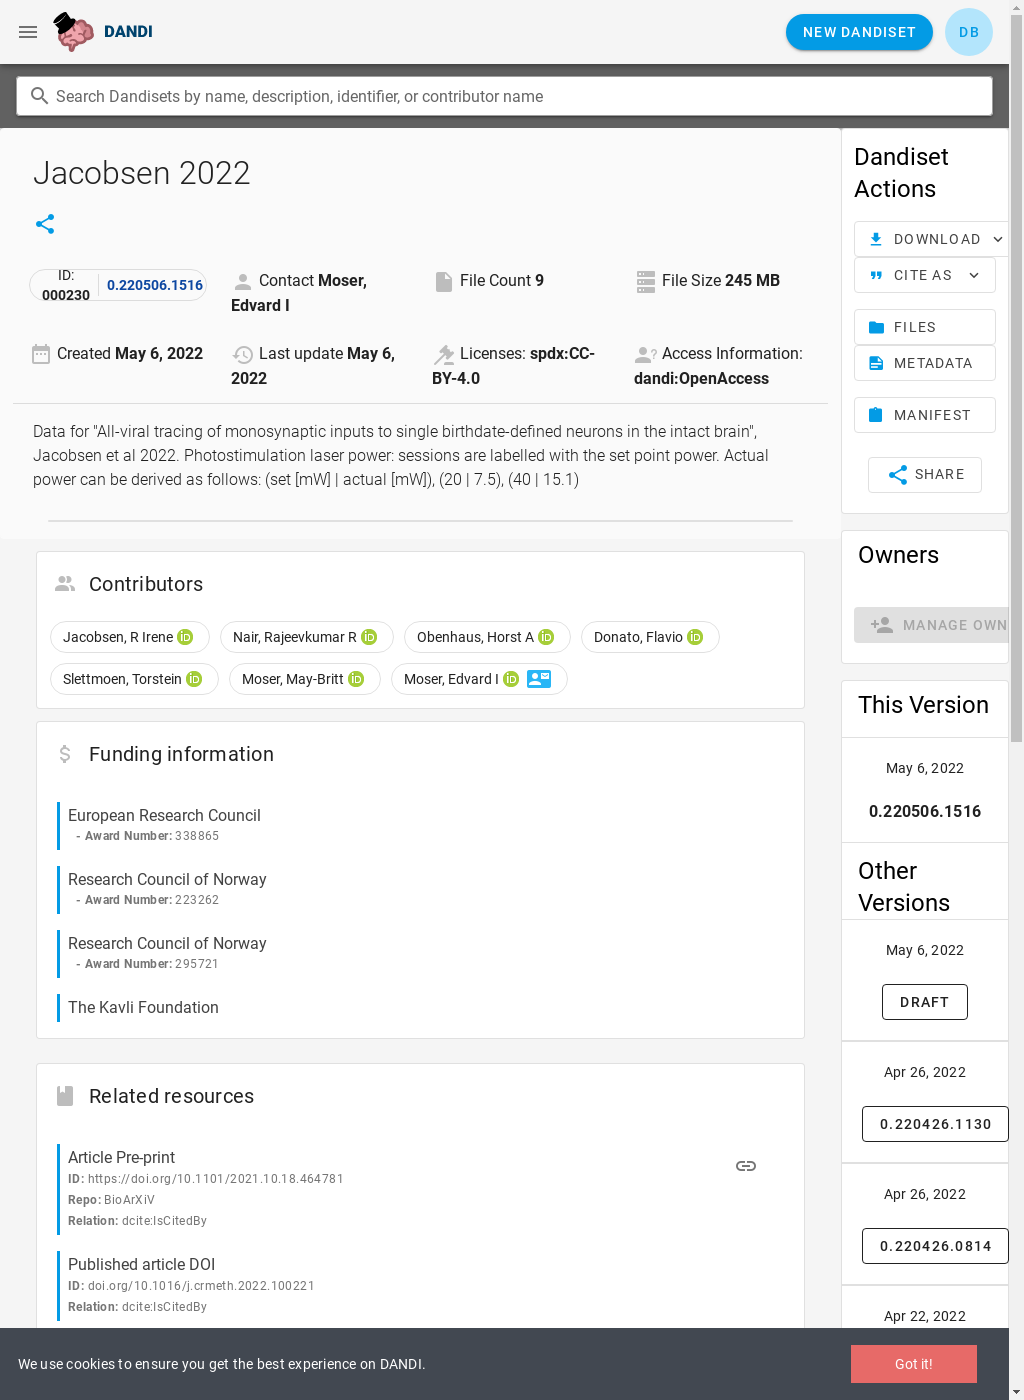 DANDI
NEW DANDISET
DB
Search Dandisets by name, description, identifier, or contributor name
Jacobsen 2022
ID:
000230
0.220506.1516
Contact Moser,
Edvard I
File Count 9
File Size 245 MB
Created May 6, 2022
Last update May 6,
2022
Licenses: spdx:CC-
BY-4.0
Access Information:
dandi:OpenAccess
Data for "All-viral tracing of monosynaptic inputs to single birthdate-defined neurons in the intact brain",
Jacobsen et al 2022. Photostimulation laser power: sessions are labelled with the set point power. Actual
power can be derived as follows: (set [mW] | actual [mW]), (20 | 7.5), (40 | 15.1)
Contributors
Jacobsen, R Irene
Nair, Rajeevkumar R
Obenhaus, Horst A
Donato, Flavio
Slettmoen, Torstein
Moser, May-Britt
Moser, Edvard I
Funding information
European Research Council
- Award Number: 338865
Research Council of Norway
- Award Number: 223262
Research Council of Norway
- Award Number: 295721
The Kavli Foundation
Related resources
Article Pre-print
ID: https://doi.org/10.1101/2021.10.18.464781
Repo: BioArXiV
Relation: dcite:IsCitedBy
Published article DOI
ID: doi.org/10.1016/j.crmeth.2022.100221
Relation: dcite:IsCitedBy
Dandiset
Actions
DOWNLOAD
CITE AS
FILES
METADATA
MANIFEST
SHARE
Owners
MANAGE OWN
This Version
May 6, 2022
0.220506.1516
Other
Versions
May 6, 2022
DRAFT
Apr 26, 2022
0.220426.1130
Apr 26, 2022
0.220426.0814
Apr 22, 2022
We use cookies to ensure you get the best experience on DANDI.
Got it!